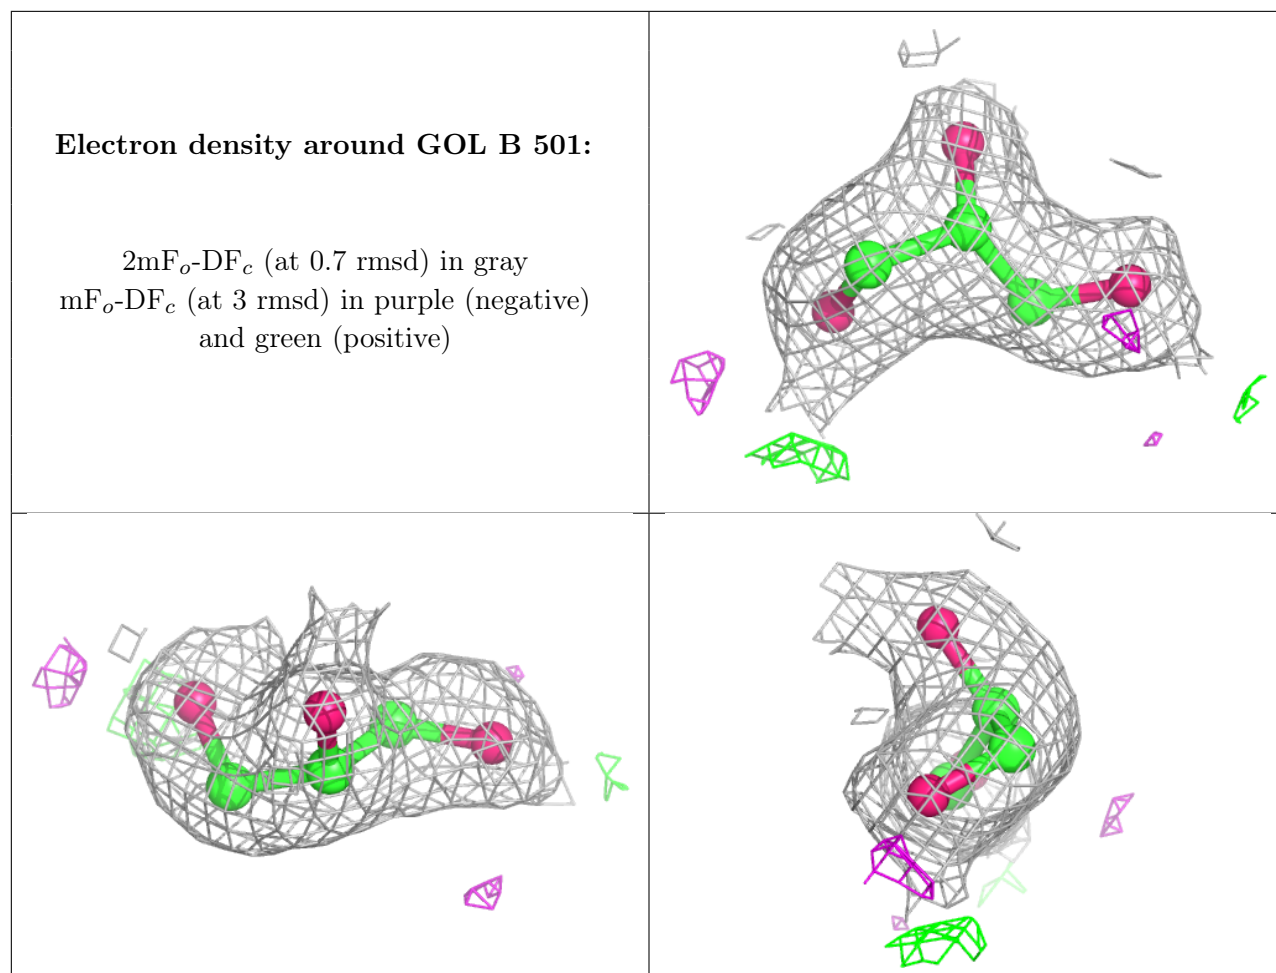 Electron density around GOL B 501:
2mFo-DFc (at 0.7 rmsd) in gray
mFo-DFc (at 3 rmsd) in purple (negative)
and green (positive)